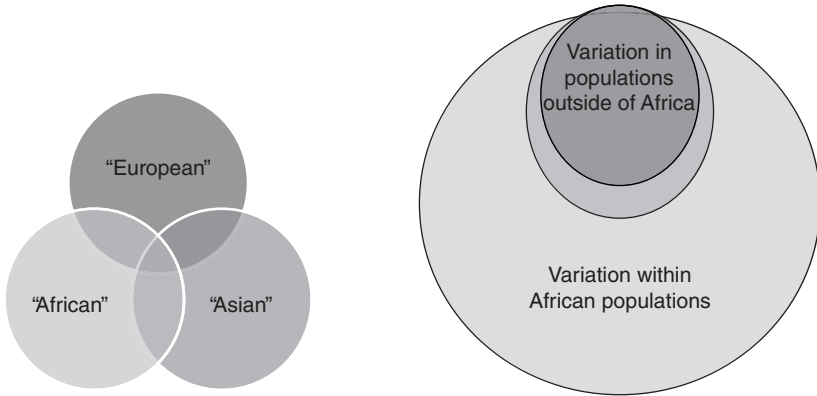 “European”
“African”
“Asian”
Variation in
populations
outside of Africa
Variation within
African populations